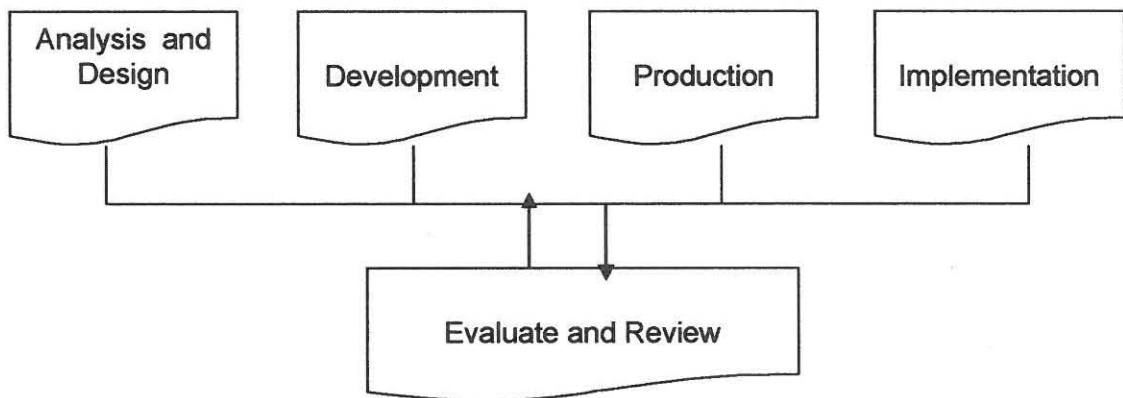 Analysis and
Design
Development
Production
Implementation
Evaluate and Review